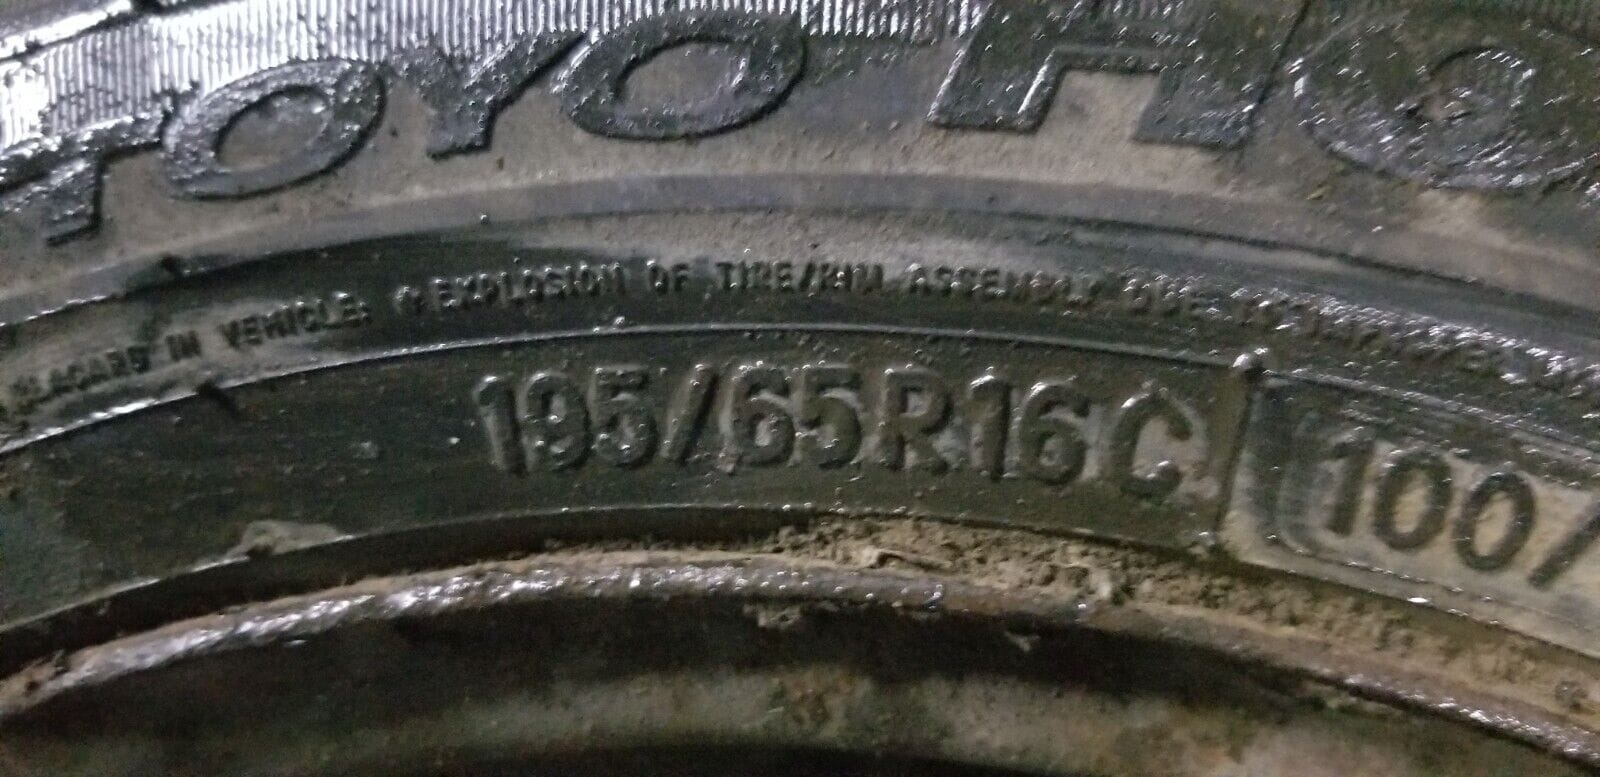 TOYO H
PLACARD IN VEHICLE. EXPLOSION OF TIRE/RIM ASSEMBLY DUE
195/65R16C 100/